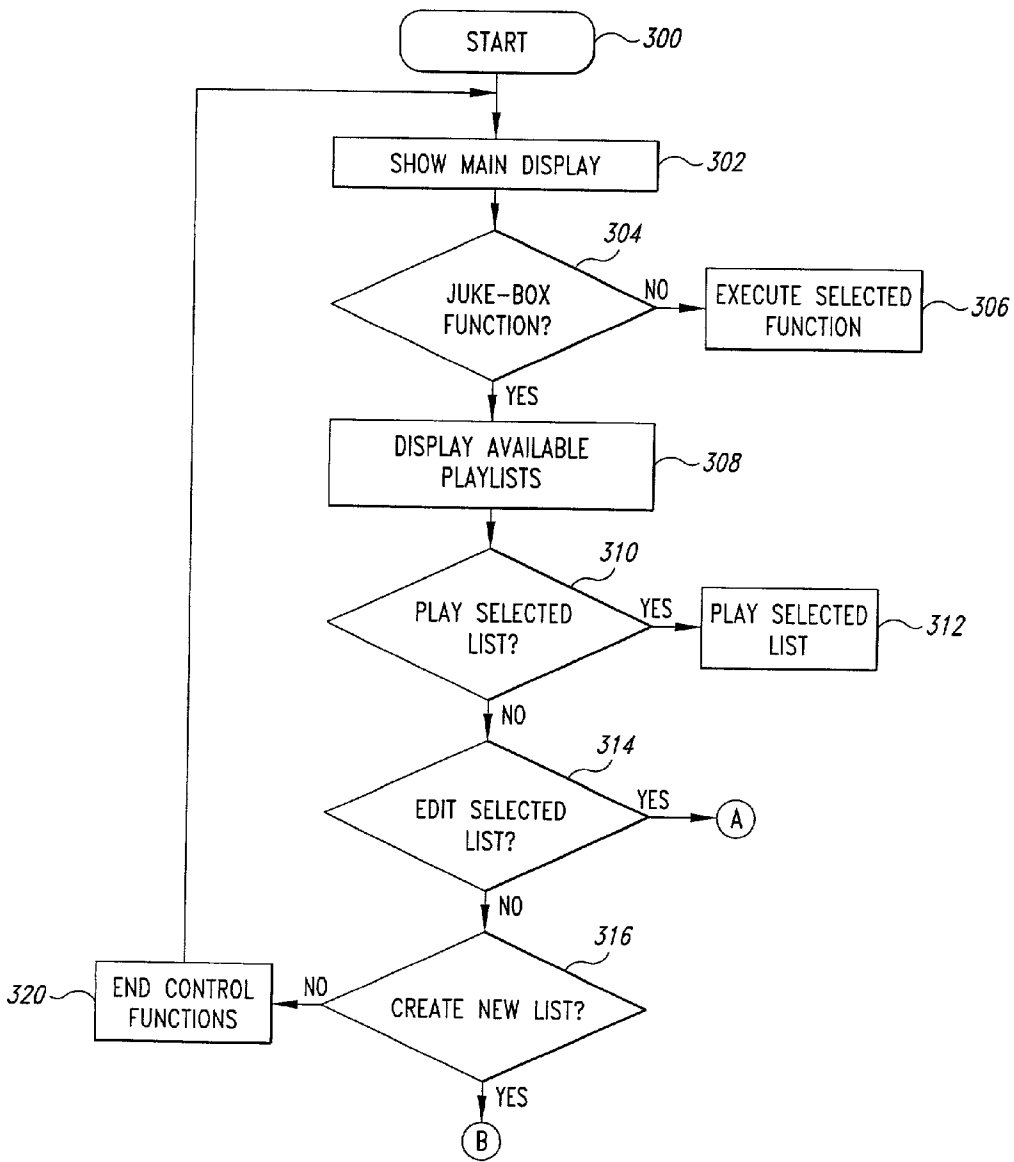 START
300
SHOW MAIN DISPLAY
302
304
JUKE-BOX
FUNCTION?
NO
EXECUTE SELECTED
FUNCTION
306
YES
DISPLAY AVAILABLE
PLAYLISTS
308
310
PLAY SELECTED
LIST?
YES
PLAY SELECTED
LIST
312
NO
314
EDIT SELECTED
LIST?
YES
A
NO
316
CREATE NEW LIST?
NO
END CONTROL
FUNCTIONS
320
YES
B